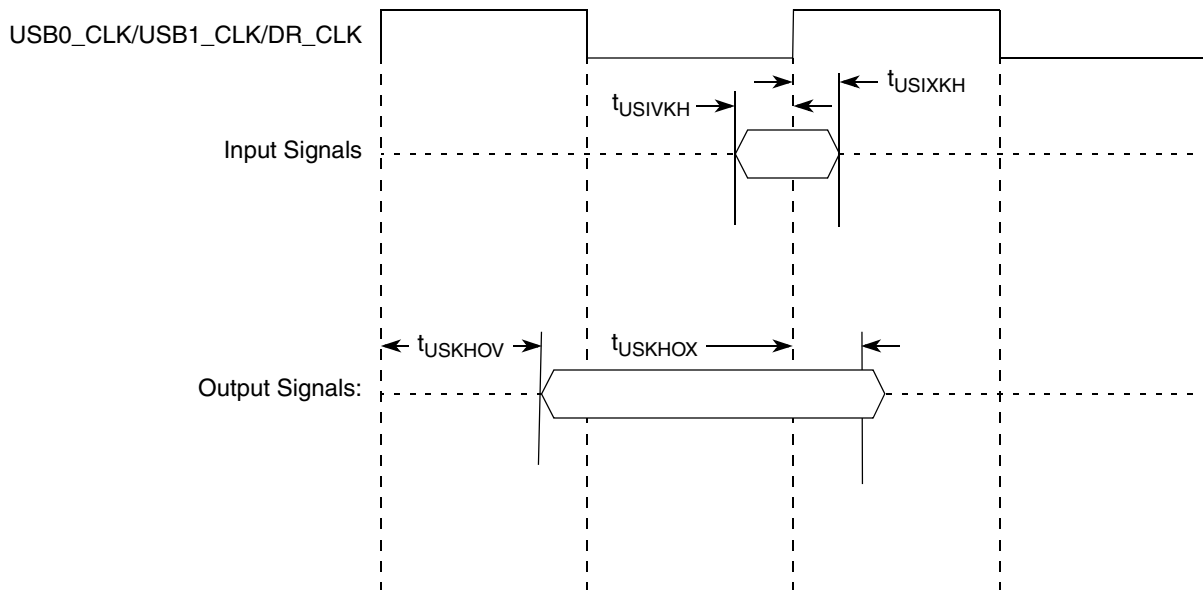 USB0_CLK/USB1_CLK/DR_CLK
tUSIXKH
tUSIVKH
Input Signals
tUSKHOV
tUSKHOX
Output Signals: